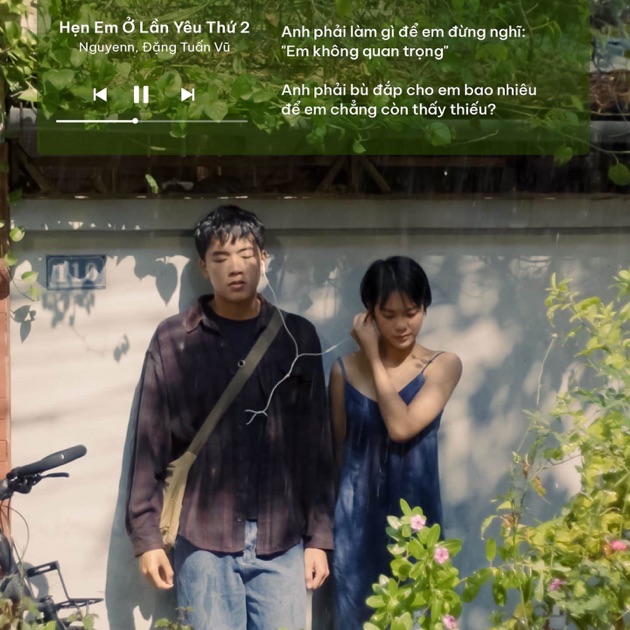 Hẹn Em Ở Lần Yêu Thứ 2
Nguyenn, Đặng Tuấn Vũ
Anh phải làm gì để em đừng nghĩ:
"Em không quan trọng"
Anh phải bù đắp cho em bao nhiêu
để em chẳng còn thấy thiếu?